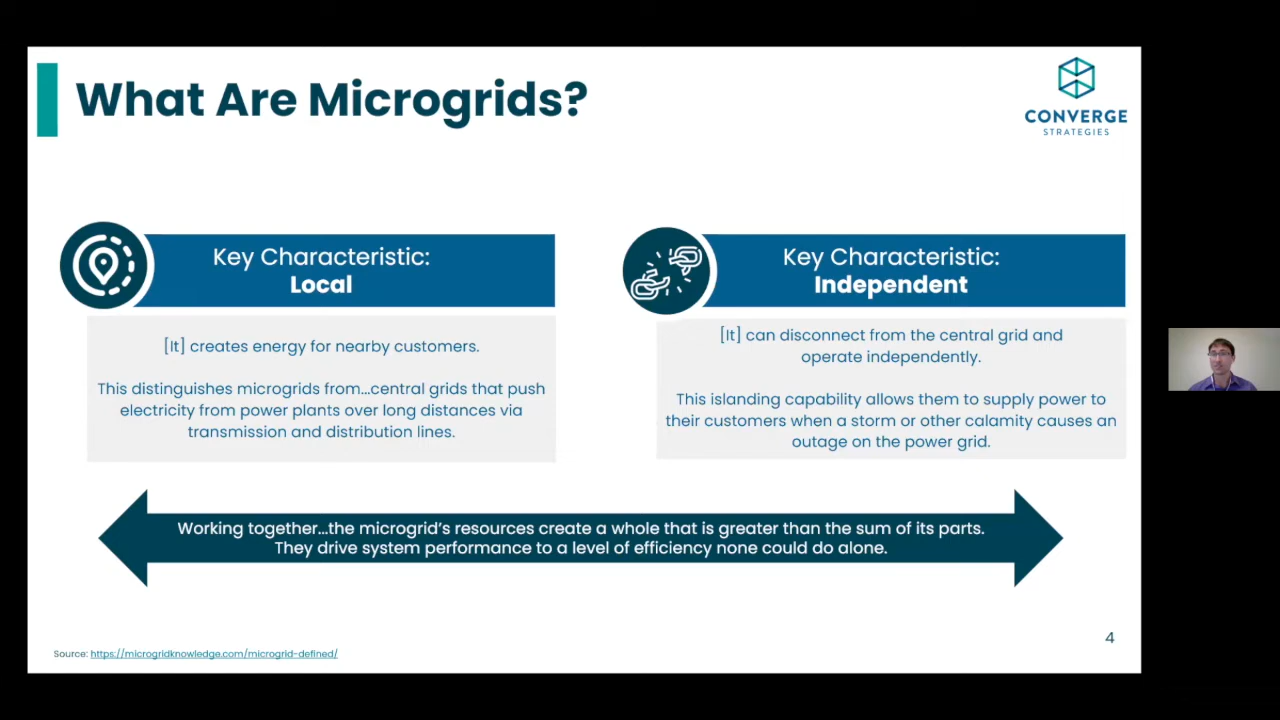 What Are Microgrids?
CONVERGE
STRATEGIES
Key Characteristic:
Local
[It] creates energy for nearby customers.
This distinguishes microgrids from...central grids that push
electricity from power plants over long distances via
transmission and distribution lines.
Key Characteristic:
Independent
[It] can disconnect from the central grid and
operate independently.
This islanding capability allows them to supply power to
their customers when a storm or other calamity causes an
outage on the power grid.
Working together...the microgrid's resources create a whole that is greater than the sum of its parts.
They drive system performance to a level of efficiency none could do alone.
4
Source: https://microgridknowledge.com/microgrid-defined/